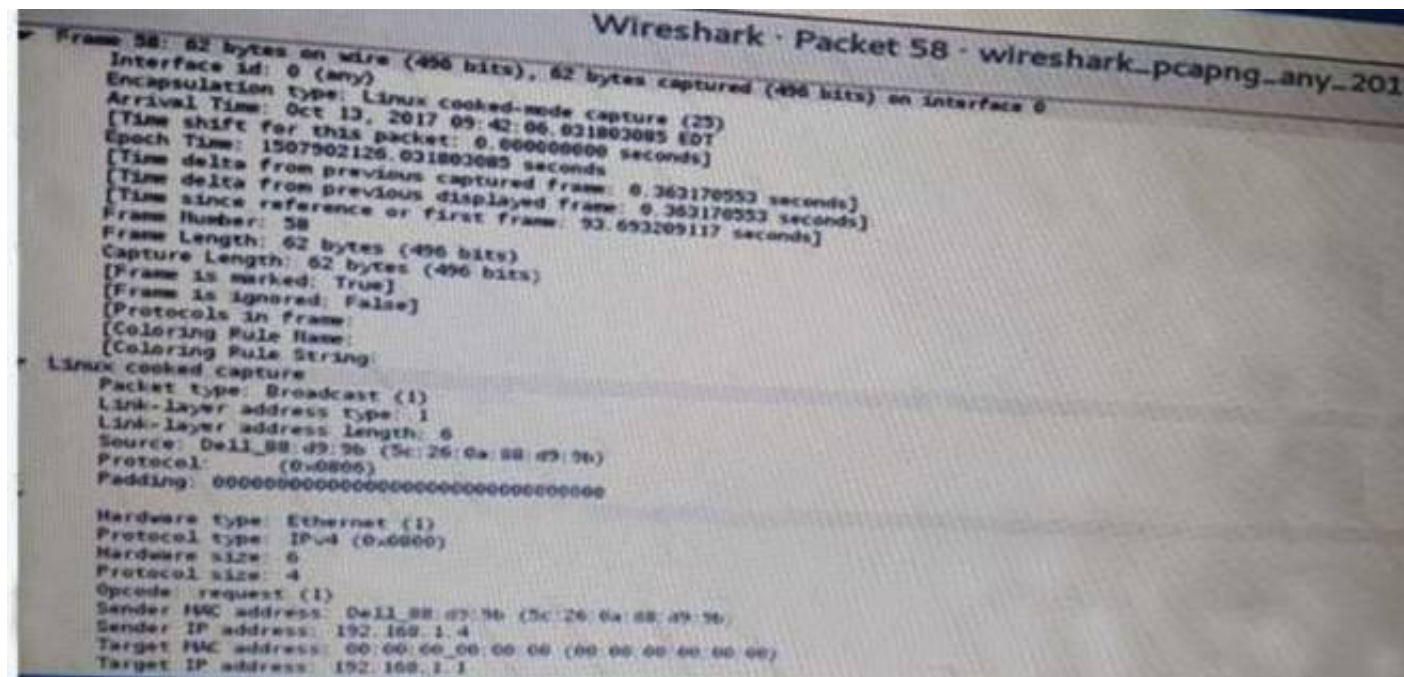 Wireshark · Packet 58 · wireshark_pcapng_any_201
Frame 58: 62 bytes on wire (496 bits), 62 bytes captured (496 bits) on interface 0
Interface id: 0 (any)
Encapsulation type: Linux cooked-mode capture (25)
Arrival Time: Oct 13, 2017 09:42:06.031803085 EDT
[Time shift for this packet: 0.000000000 seconds]
Epoch Time: 1507902126.031803085 seconds
[Time delta from previous captured frame: 0.363170553 seconds]
[Time delta from previous displayed frame: 0.363170553 seconds]
[Time since reference or first frame: 93.693209117 seconds]
Frame Number: 58
Frame Length: 62 bytes (496 bits)
Capture Length: 62 bytes (496 bits)
[Frame is marked: True]
[Frame is ignored: False]
[Protocols in frame:
[Coloring Rule Name:
[Coloring Rule String:
Linux cooked capture
Packet type: Broadcast (1)
Link-layer address type: 1
Link-layer address length: 6
Source: Dell_88:d9:9b (5c:26:0a:88:d9:9b)
Protocol: (0x0806)
Padding: 00000000000000000000000000000000
Hardware type: Ethernet (1)
Protocol type: IPv4 (0x0800)
Hardware size: 6
Protocol size: 4
Opcode: request (1)
Sender MAC address: Dell_88:d9:9b (5c:26:0a:88:d9:9b)
Sender IP address: 192.168.1.4
Target MAC address: 00:00:00_00:00:00 (00:00:00:00:00:00)
Target IP address: 192.168.1.1